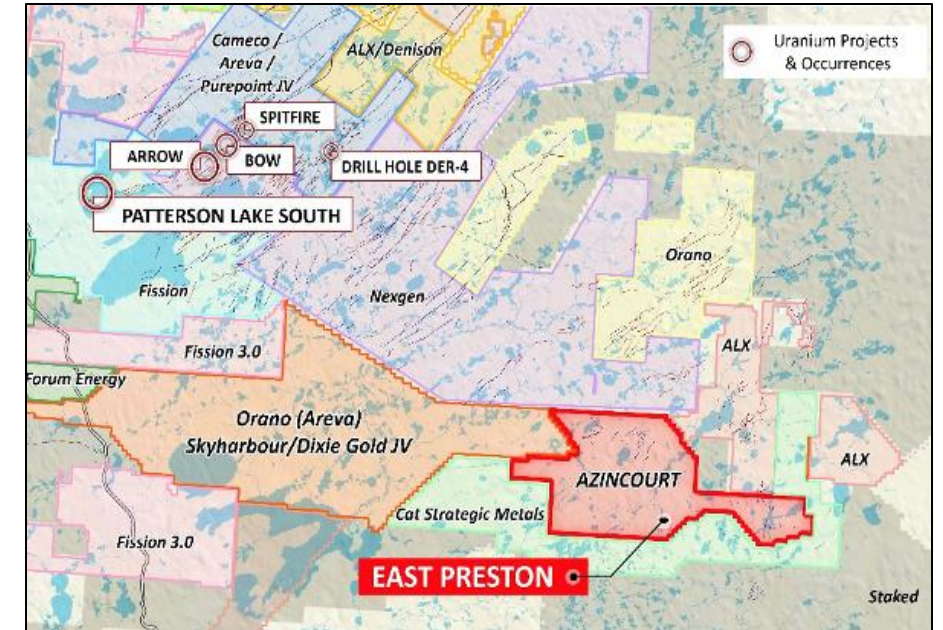 Cameco /
Areva /
Purepoint JV
ALX/Denison
Uranium Projects
& Occurrences
SPITFIRE
ARROW
BOW
DRILL HOLE DER-4
PATTERSON LAKE SOUTH
Orano
Fission
Nexgen
Fission 3.0
ALX
Forum Energy
Orano (Areva)
Skyharbour/Dixie Gold JV
AZINCOURT
ALX
Cat Strategic Metals
Fission 3.0
EAST PRESTON
Staked